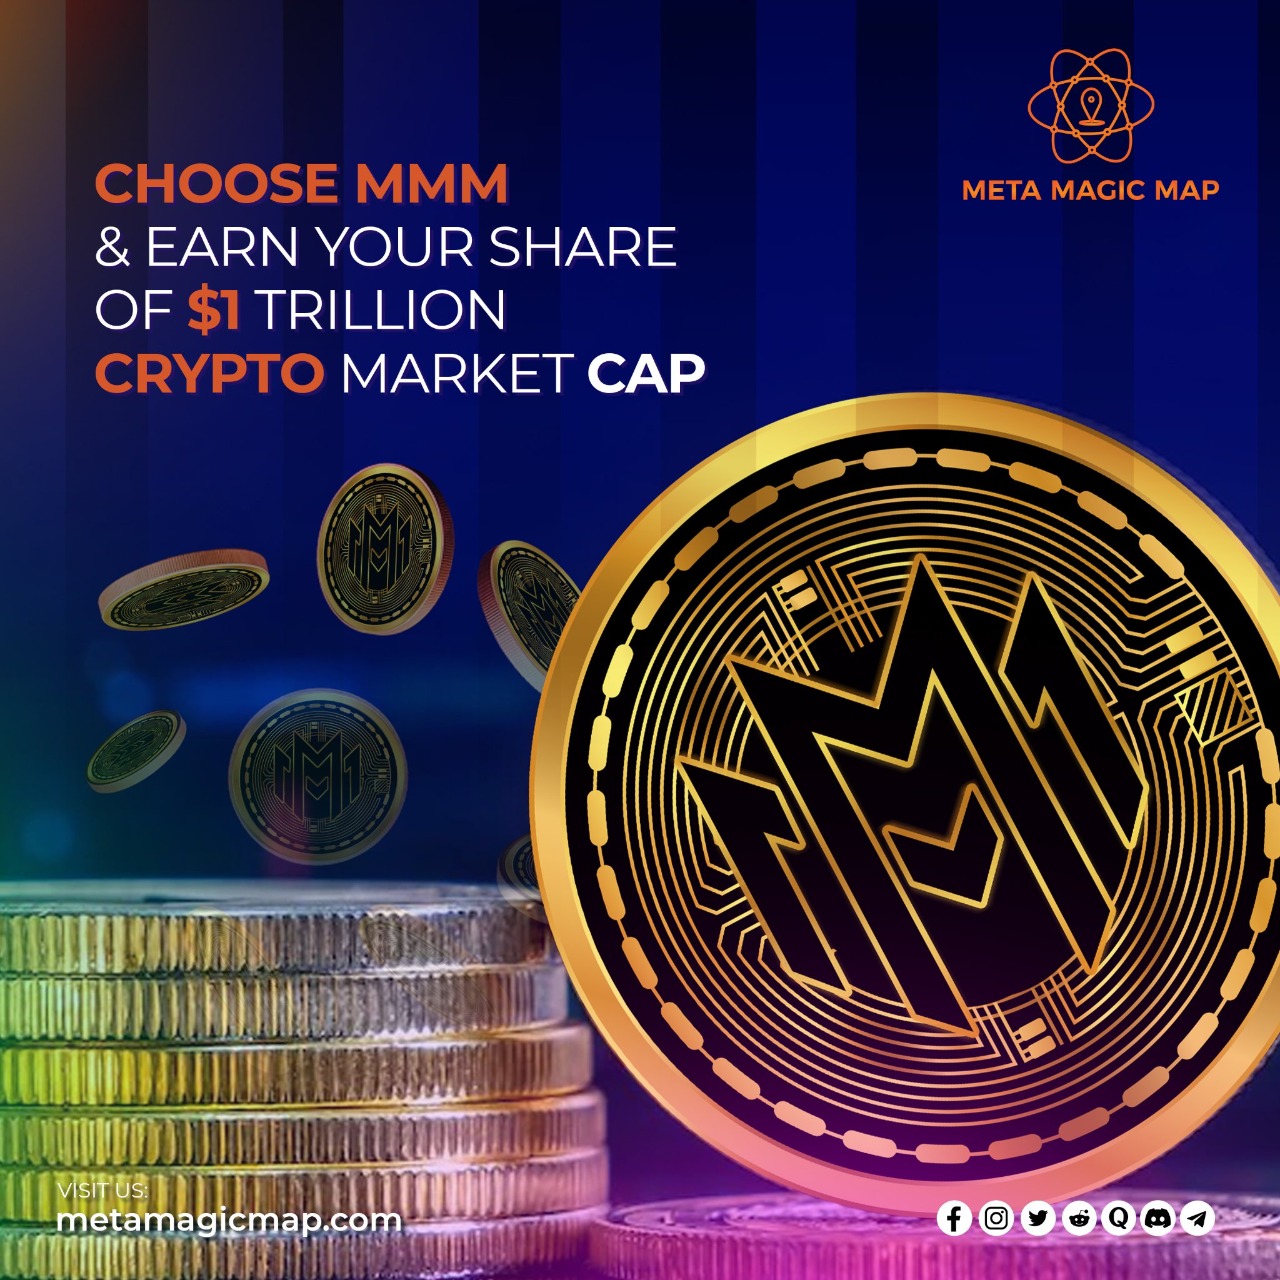 META MAGIC MAP
CHOOSE MMM
& EARN YOUR SHARE
OF $1 TRILLION
CRYPTO MARKET CAP
VISIT US:
metamagicmap.com